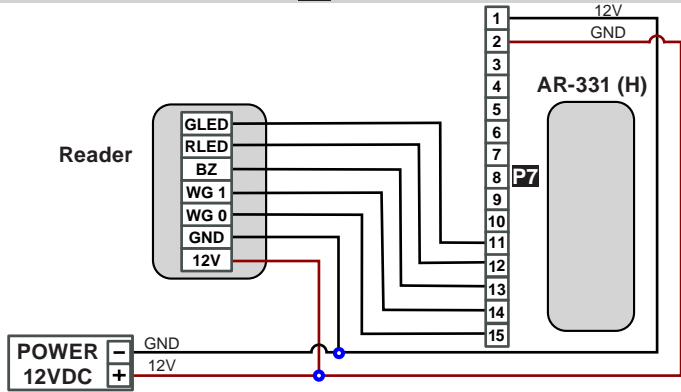 12V
GND
1
2
3
4
5
6
7
8
9
10
11
12
13
14
15
AR-331 (H)
P7
Reader
GLED
RLED
BZ
WG 1
WG 0
GND
12V
POWER −
12VDC +
GND
12V